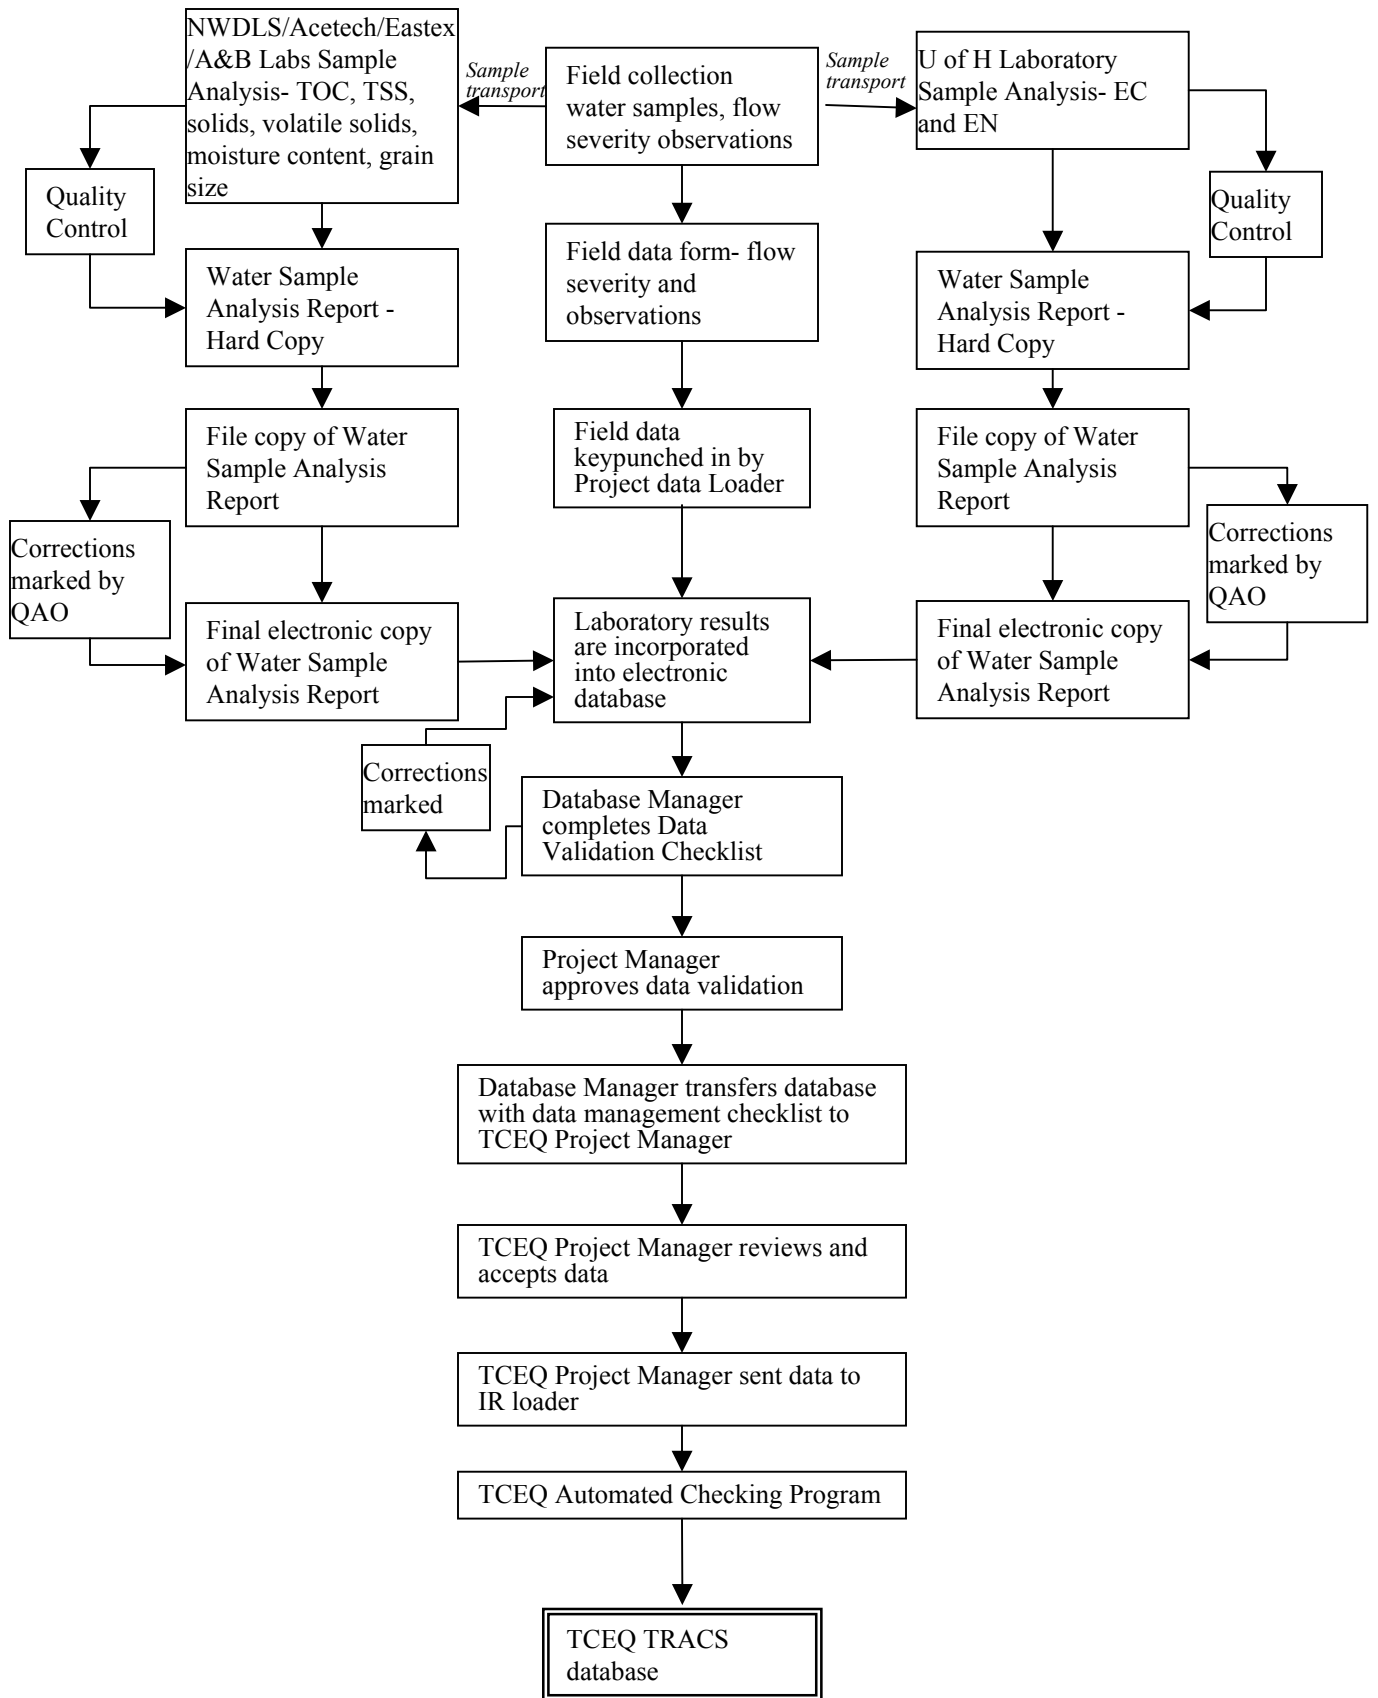 NWDLS/Acetech/Eastex
/A&B Labs Sample
Analysis- TOC, TSS,
solids, volatile solids,
moisture content, grain
size
Sample
transport
Field collection
water samples, flow
severity observations
Sample
transport
U of H Laboratory
Sample Analysis- EC
and EN
Quality
Control
Quality
Control
Water Sample
Analysis Report -
Hard Copy
Field data form- flow
severity and
observations
Water Sample
Analysis Report -
Hard Copy
File copy of Water
Sample Analysis
Report
Field data
keypunched in by
Project data Loader
File copy of Water
Sample Analysis
Report
Corrections
marked by
QAO
Corrections
marked by
QAO
Final electronic copy
of Water Sample
Analysis Report
Laboratory results
are incorporated
into electronic
database
Final electronic copy
of Water Sample
Analysis Report
Corrections
marked
Database Manager
completes Data
Validation Checklist
Project Manager
approves data validation
Database Manager transfers database
with data management checklist to
TCEQ Project Manager
TCEQ Project Manager reviews and
accepts data
TCEQ Project Manager sent data to
IR loader
TCEQ Automated Checking Program
TCEQ TRACS
database